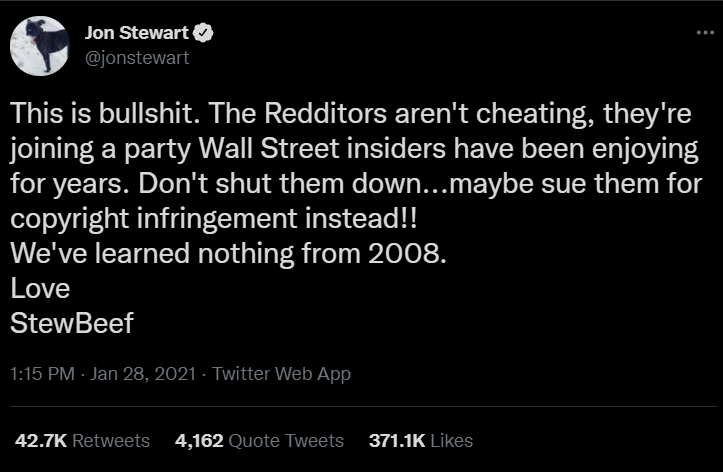 Jon Stewart
@jonstewart
This is bullshit. The Redditors aren't cheating, they're
joining a party Wall Street insiders have been enjoying
for years. Don't shut them down...maybe sue them for
copyright infringement instead!!
We've learned nothing from 2008.
Love
StewBeef
1:15 PM · Jan 28, 2021 · Twitter Web App
42.7K Retweets 4,162 Quote Tweets 371.1K Likes